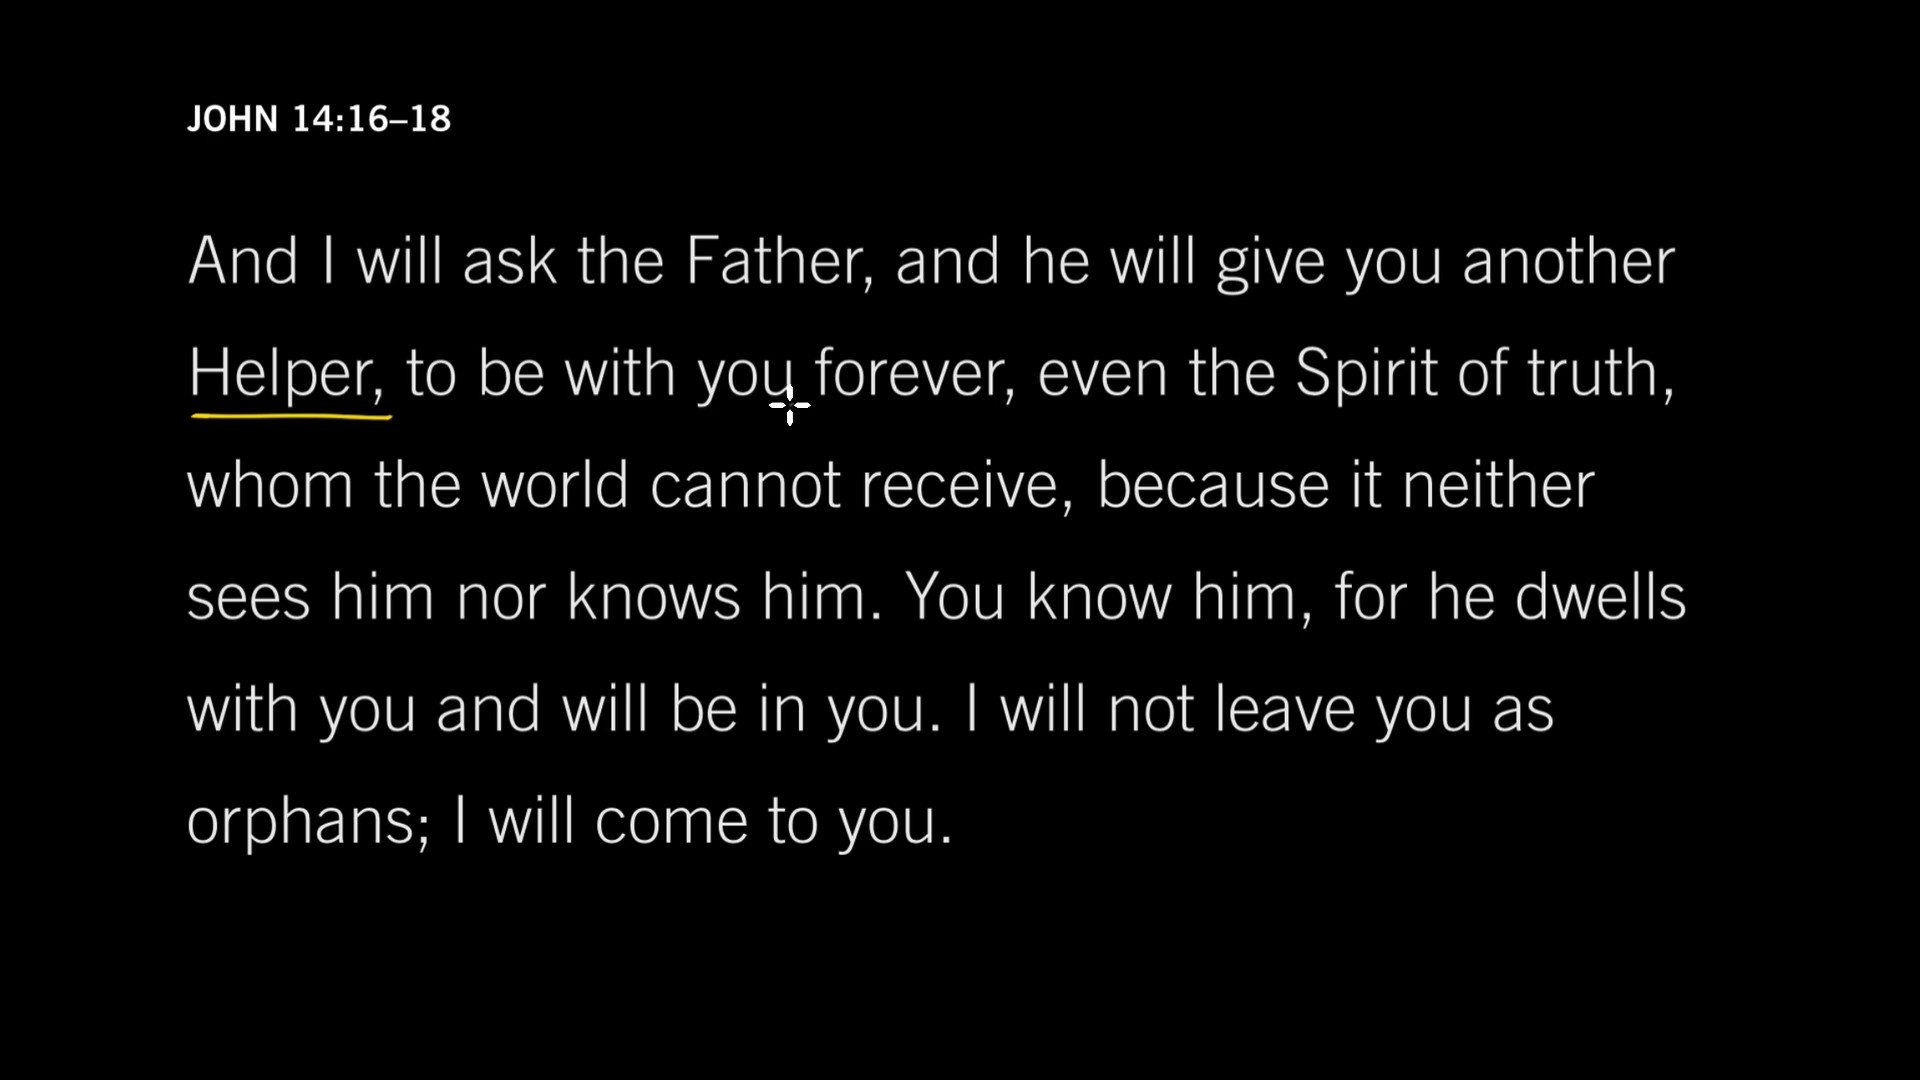 JOHN 14:16–18
And I will ask the Father, and he will give you another
Helper, to be with you forever, even the Spirit of truth,
whom the world cannot receive, because it neither
sees him nor knows him. You know him, for he dwells
with you and will be in you. I will not leave you as
orphans; I will come to you.